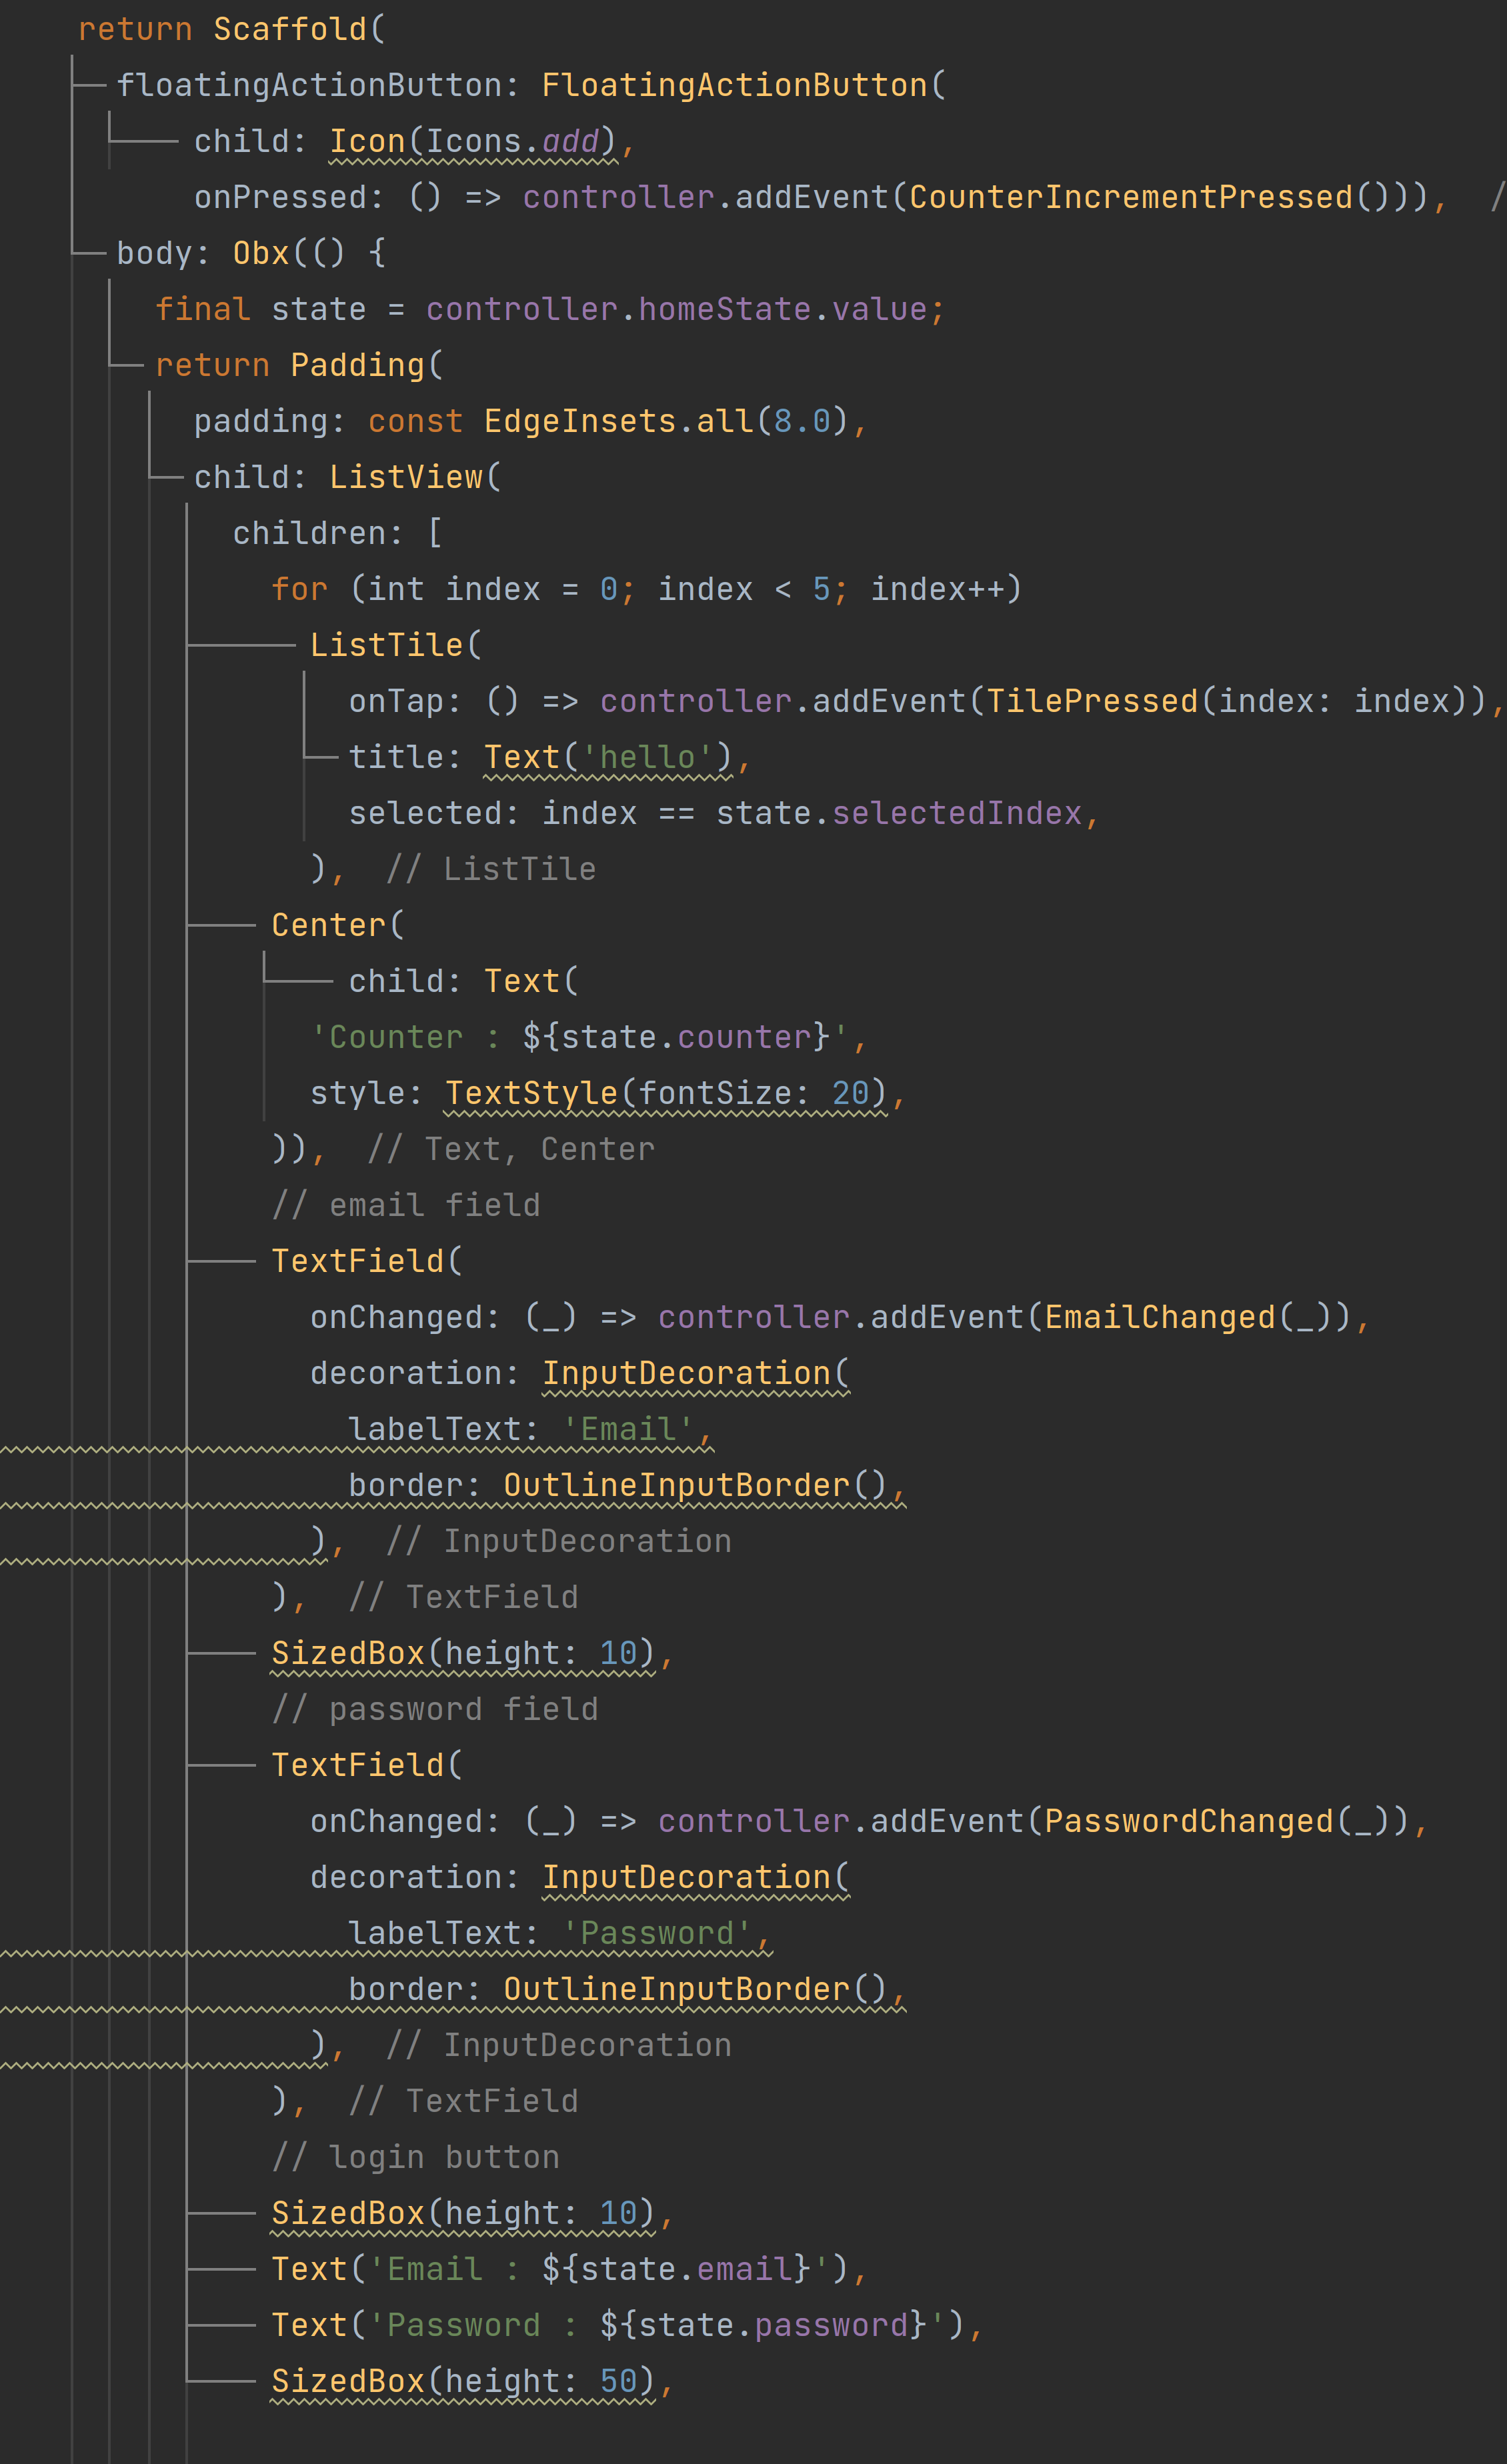 return Scaffold(
floatingActionButton: FloatingActionButton(
child: Icon(Icons.add),
onPressed: () => controller.addEvent(CounterIncrementPressed())),  /
body: Obx(() {
final state = controller.homeState.value;
return Padding(
padding: const EdgeInsets.all(8.0),
child: ListView(
children: [
for (int index = 0; index < 5; index++)
ListTile(
onTap: () => controller.addEvent(TilePressed(index: index)),
title: Text('hello'),
selected: index == state.selectedIndex,
),  // ListTile
Center(
child: Text(
'Counter : ${state.counter}',
style: TextStyle(fontSize: 20),
)),  // Text, Center
// email field
TextField(
onChanged: (_) => controller.addEvent(EmailChanged(_)),
decoration: InputDecoration(
labelText: 'Email',
border: OutlineInputBorder(),
),  // InputDecoration
),  // TextField
SizedBox(height: 10),
// password field
TextField(
onChanged: (_) => controller.addEvent(PasswordChanged(_)),
decoration: InputDecoration(
labelText: 'Password',
border: OutlineInputBorder(),
),  // InputDecoration
),  // TextField
// login button
SizedBox(height: 10),
Text('Email : ${state.email}'),
Text('Password : ${state.password}'),
SizedBox(height: 50),